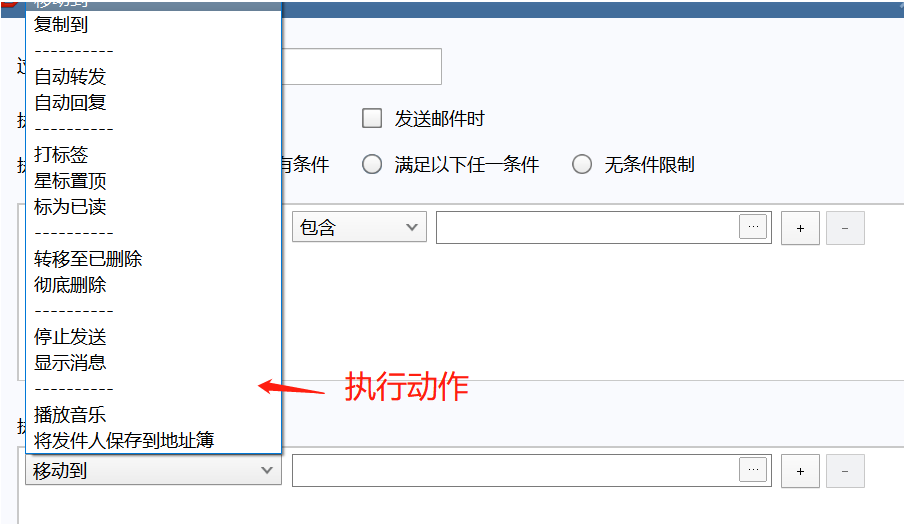 移动到
复制到
----------
自动转发
自动回复
----------
发送邮件时
打标签
有条件
满足以下任一条件
无条件限制
星标置顶
标为已读
包含
...
+
-
----------
转移至已删除
彻底删除
----------
停止发送
显示消息
----------
执行动作
播放音乐
将发件人保存到地址簿
移动到
...
+
-